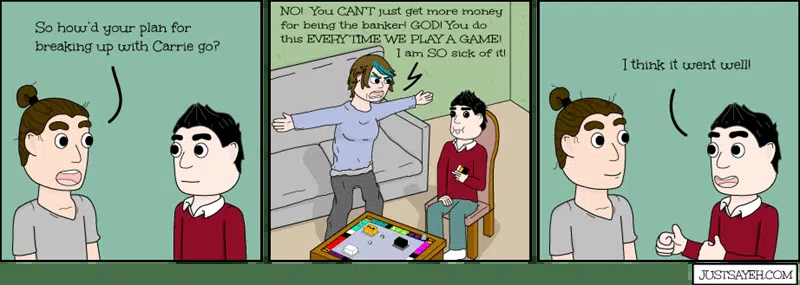 So how'd your plan for
breaking up with Carrie go?
NO! You CAN'T just get more money
for being the banker! GOD! You do
this EVERY TIME WE PLAY A GAME!
I am SO sick of it!
I think it went well!
JUSTSAYEH.COM